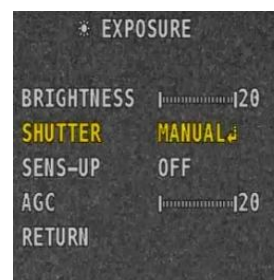 EXPOSURE
BRIGHTNESS 20
SHUTTER MANUAL↲
SENS-UP OFF
AGC 20
RETURN